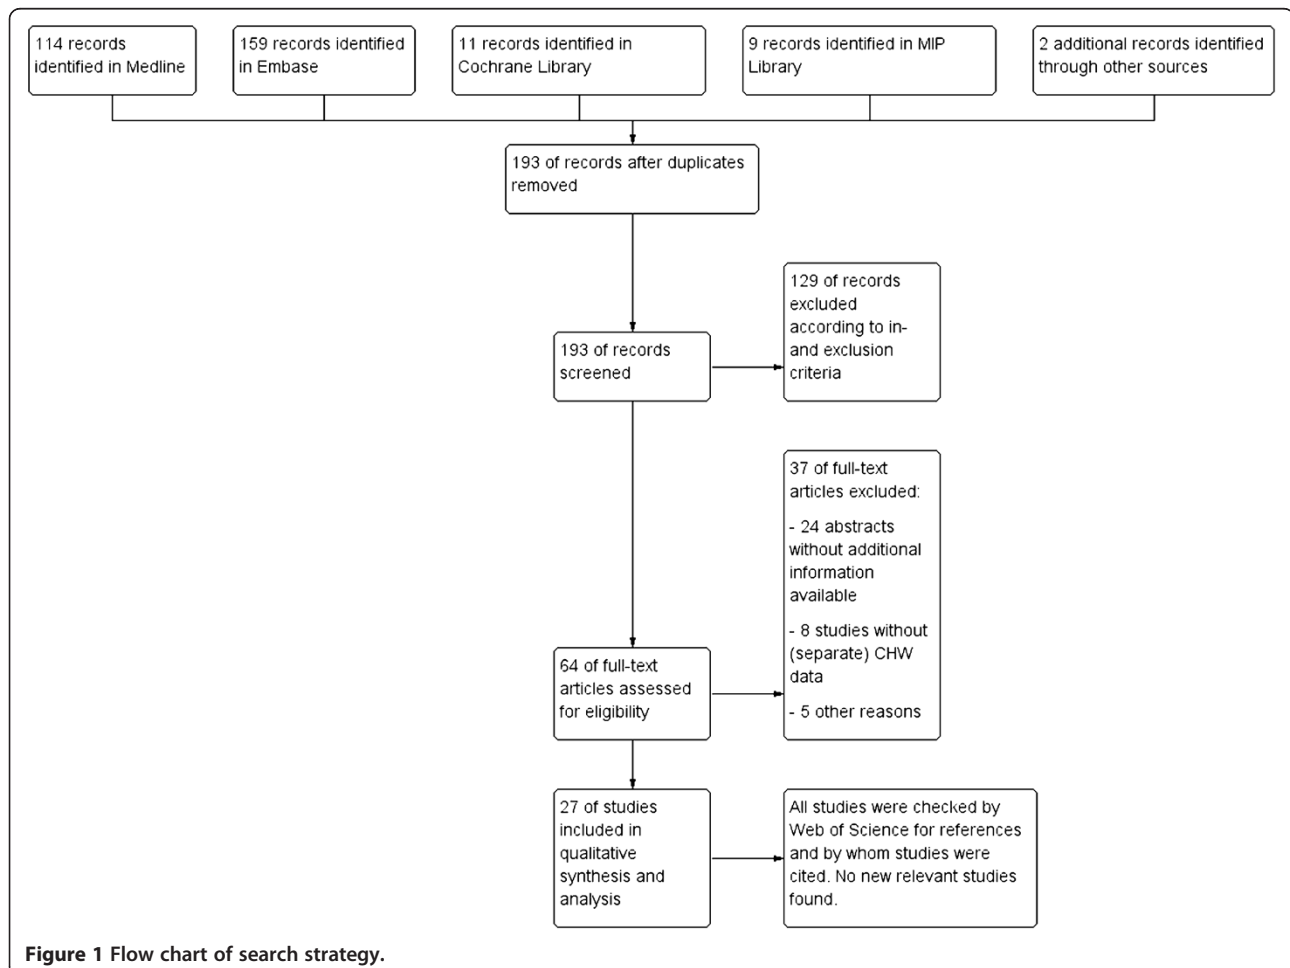 114 records
identified in Medline
159 records identified
in Embase
11 records identified in
Cochrane Library
9 records identified in MIP
Library
2 additional records identified
through other sources
193 of records after duplicates
removed
129 of records
excluded
according to in-
and exclusion
criteria
193 of records
screened
37 of full-text
articles excluded:
- 24 abstracts
without additional
information
available
- 8 studies without
(separate) CHW
data
- 5 other reasons
64 of full-text
articles assessed
for eligibility
27 of studies
included in
qualitative
synthesis and
analysis
All studies were checked by
Web of Science for references
and by whom studies were
cited. No new relevant studies
found.
Figure 1 Flow chart of search strategy.